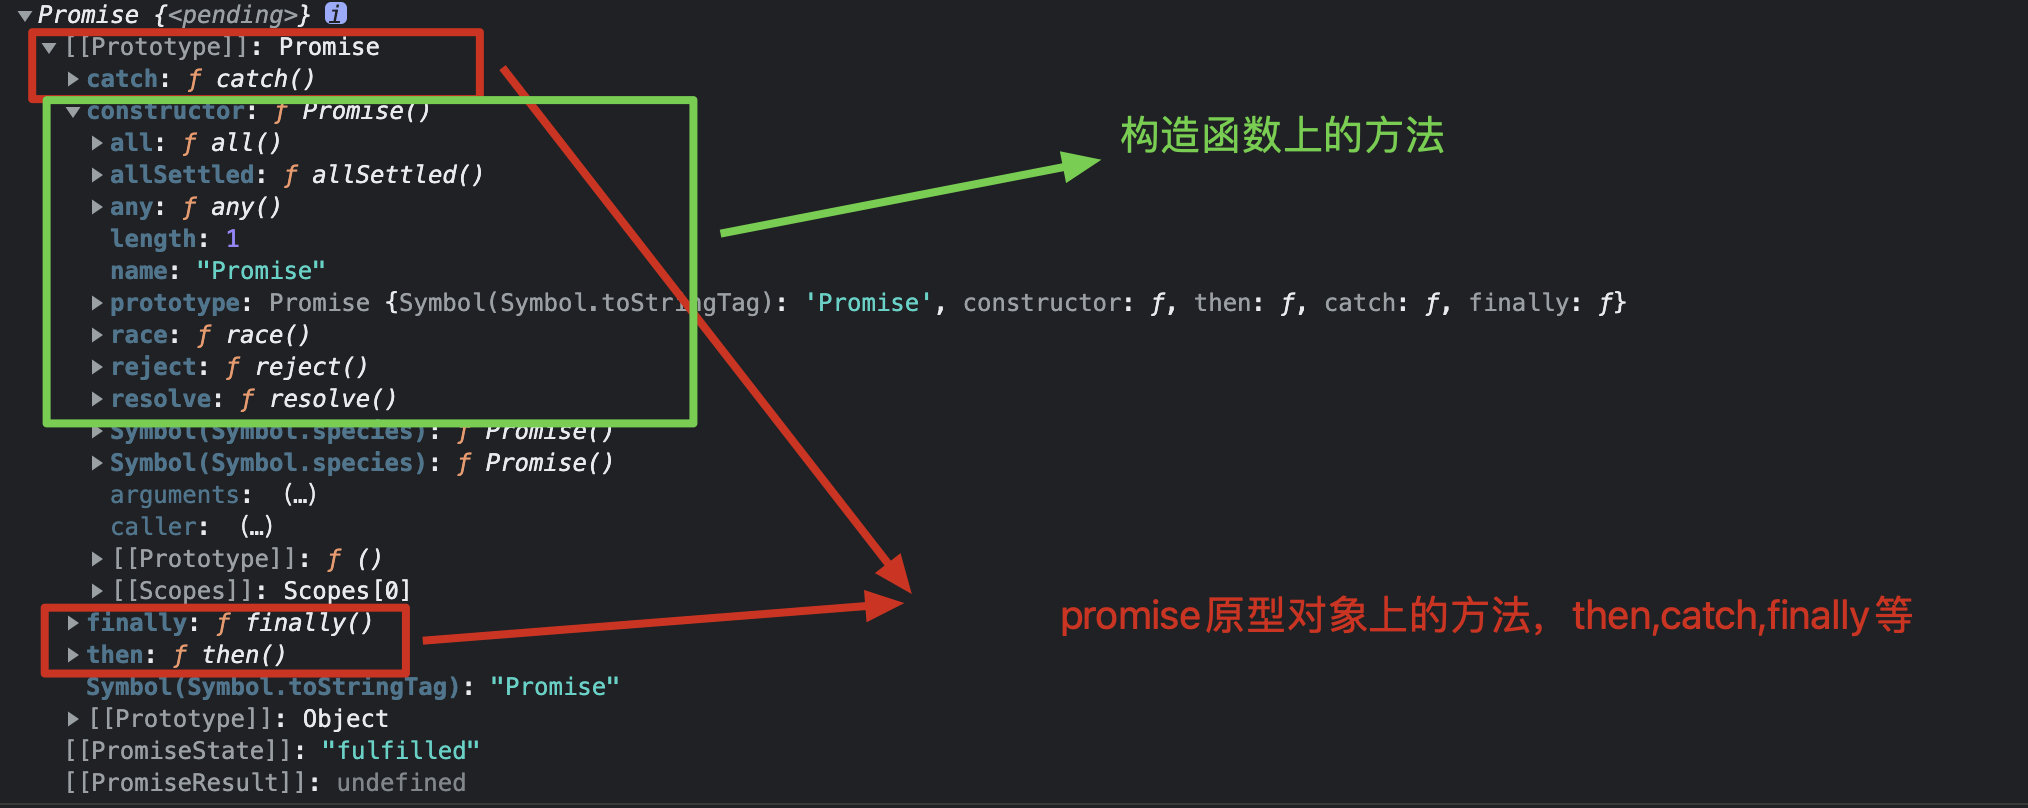 Promise {<pending>} i
[[Prototype]]: Promise
catch: ƒ catch()
constructor: ƒ Promise()
构造函数上的方法
all: ƒ all()
allSettled: ƒ allSettled()
any: ƒ any()
length: 1
name: "Promise"
prototype: Promise {Symbol(Symbol.toStringTag): 'Promise', constructor: ƒ, then: ƒ, catch: ƒ, finally: ƒ}
race: ƒ race()
reject: ƒ reject()
resolve: ƒ resolve()
Symbol(Symbol.species): ƒ Promise()
Symbol(Symbol.species): ƒ Promise()
arguments: (…)
caller: (…)
[[Prototype]]: ƒ ()
[[Scopes]]: Scopes[0]
finally: ƒ finally()
promise原型对象上的方法，then,catch,finally等
then: ƒ then()
Symbol(Symbol.toStringTag): "Promise"
[[Prototype]]: Object
[[PromiseState]]: "fulfilled"
[[PromiseResult]]: undefined